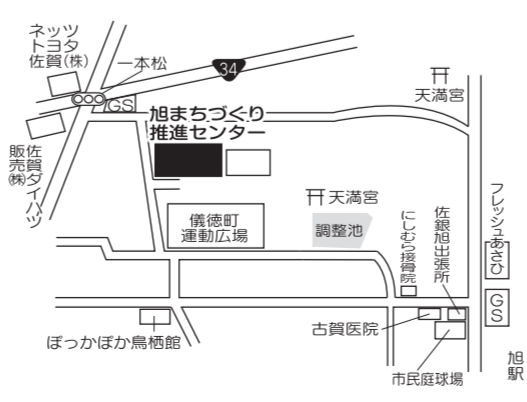 ネッツ
トヨタ
佐賀(株)
一本松
34
GS
旭まちづくり
推進センター
天満宮
佐賀ダイハツ
販売㈱
儀徳町
運動広場
天満宮
調整池
にしむら接骨院
佐銀旭出張所
フレッシュあさひ
GS
ぽっかぽか鳥栖館
古賀医院
市民庭球場
旭駅